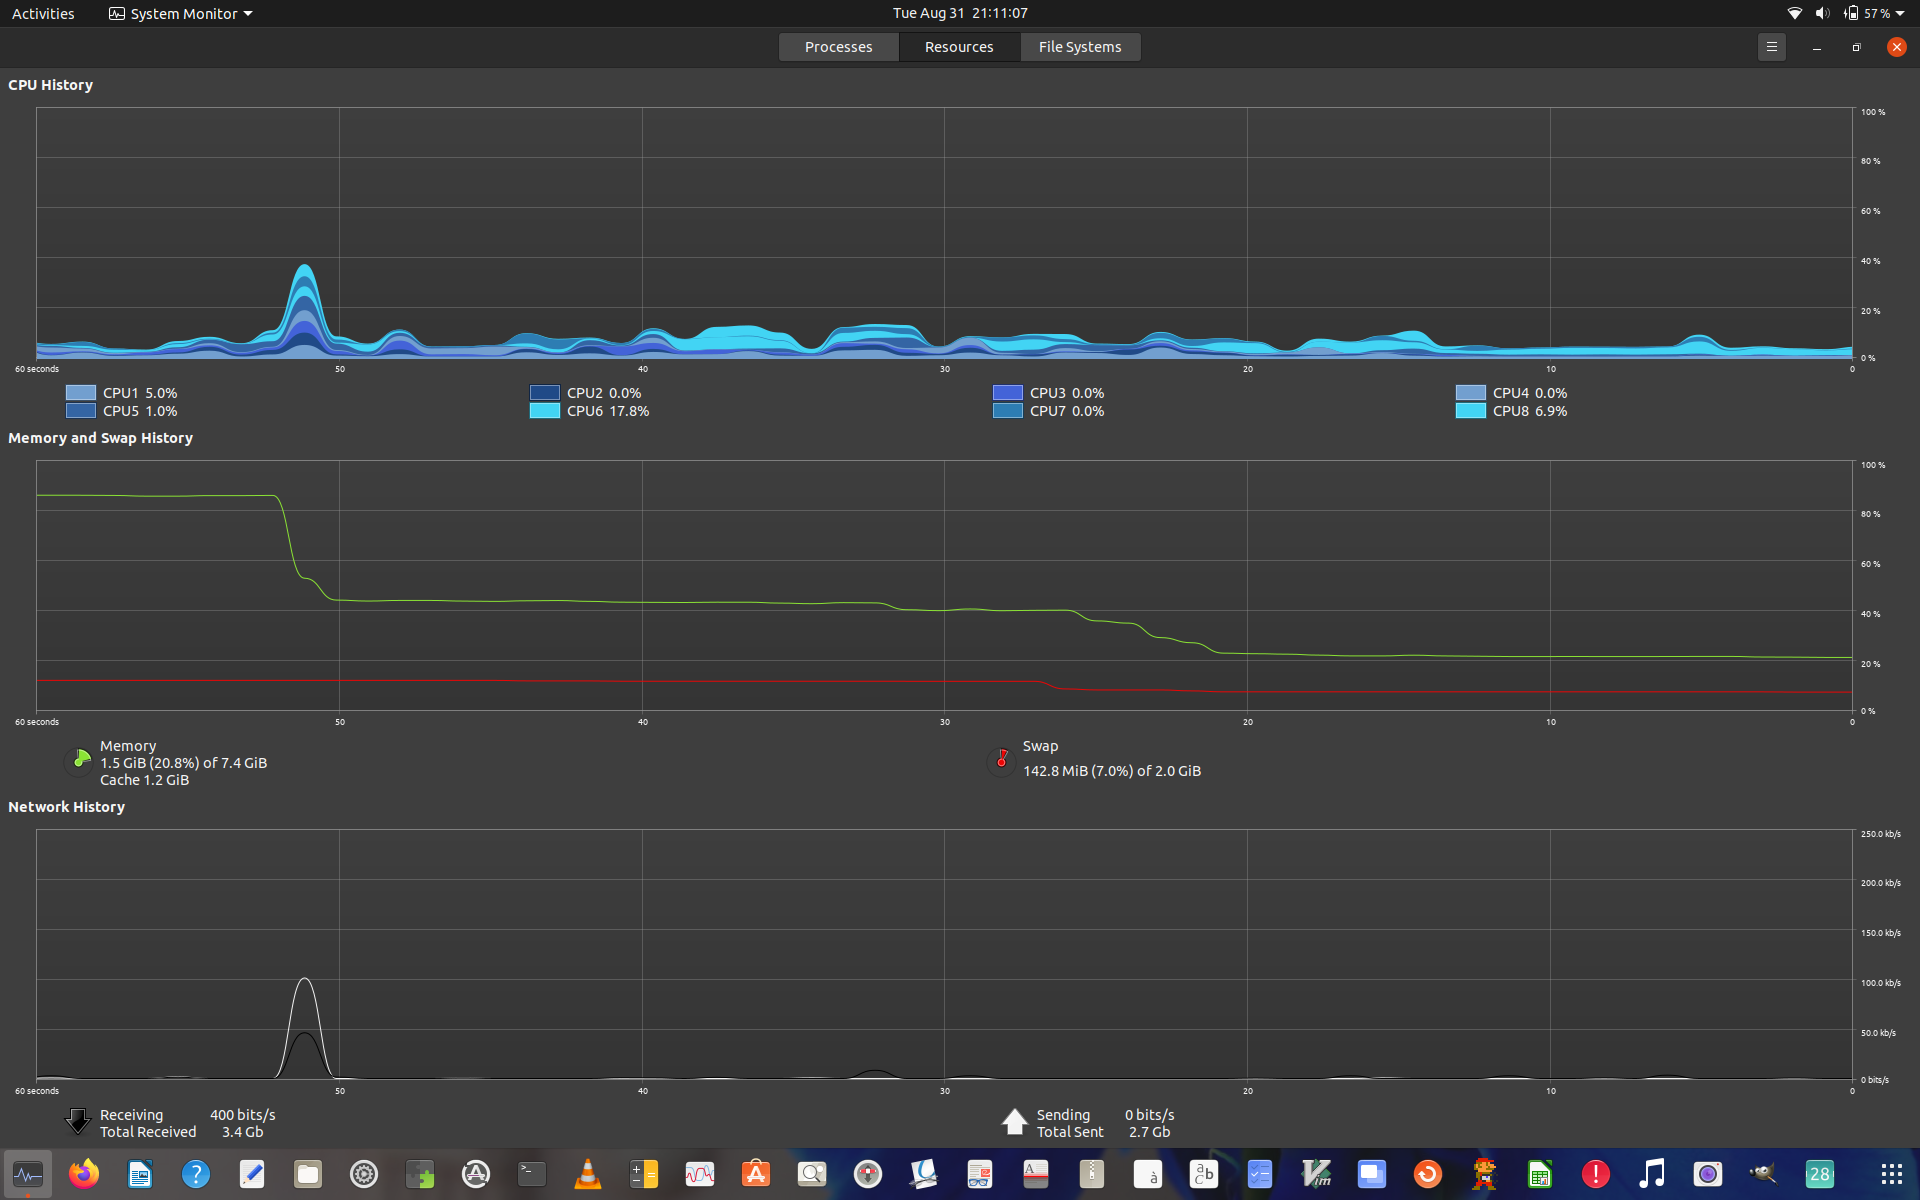 Activities System Monitor Tue Aug 31 21:11:07 57 %
Processes Resources File Systems
CPU History
100 %
80 %
60 %
40 %
20 %
0 %
60 seconds 50 40 30 20 10 0
CPU1 5.0% CPU2 0.0% CPU3 0.0% CPU4 0.0%
CPU5 1.0% CPU6 17.8% CPU7 0.0% CPU8 6.9%
Memory and Swap History
100 %
80 %
60 %
40 %
20 %
0 %
60 seconds 50 40 30 20 10 0
Memory
1.5 GiB (20.8%) of 7.4 GiB
Cache 1.2 GiB
Swap
142.8 MiB (7.0%) of 2.0 GiB
Network History
250.0 kb/s
200.0 kb/s
150.0 kb/s
100.0 kb/s
50.0 kb/s
0 bits/s
60 seconds 50 40 30 20 10 0
Receiving 400 bits/s Sending 0 bits/s
Total Received 3.4 Gb Total Sent 2.7 Gb
28